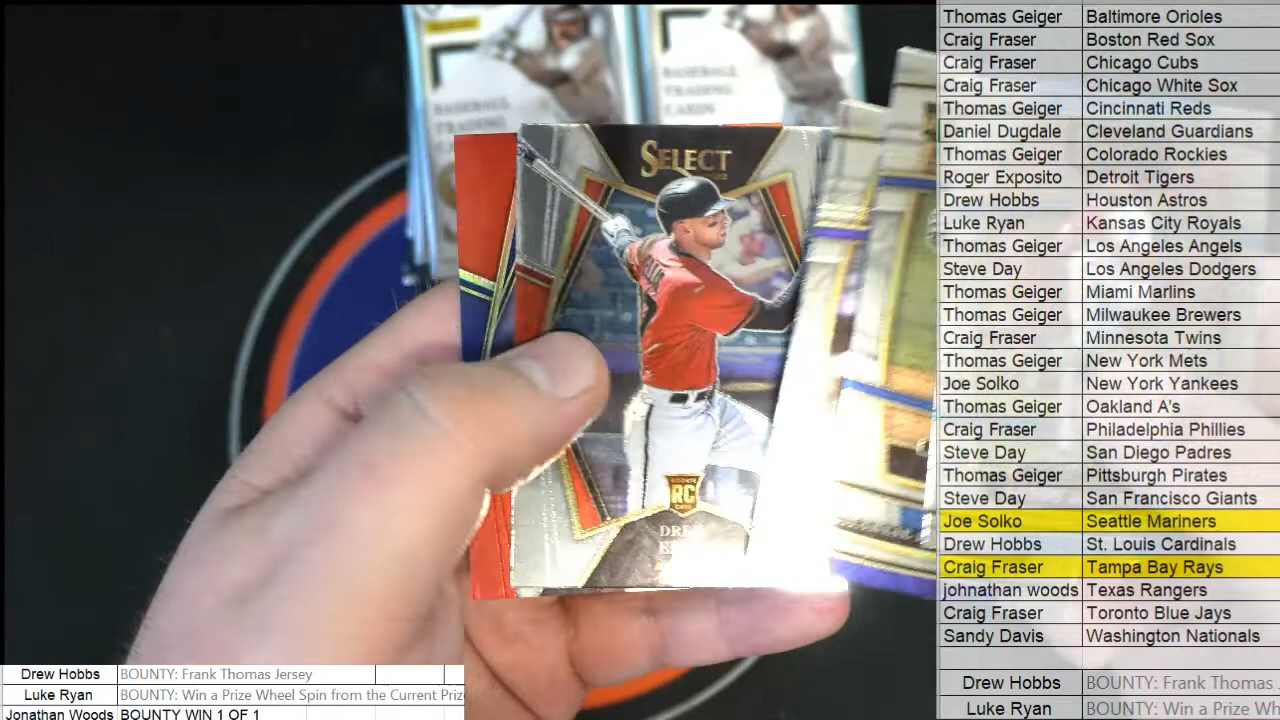 BASEBALL
TRADING
BASEBALL
TRADING
CARDS
SELECT
RC
Thomas Geiger Baltimore Orioles
Craig Fraser Boston Red Sox
Craig Fraser Chicago Cubs
Craig Fraser Chicago White Sox
Thomas Geiger Cincinnati Reds
Daniel Dugdale Cleveland Guardians
Thomas Geiger Colorado Rockies
Roger Exposito Detroit Tigers
Drew Hobbs Houston Astros
Luke Ryan Kansas City Royals
Thomas Geiger Los Angeles Angels
Steve Day Los Angeles Dodgers
Thomas Geiger Miami Marlins
Thomas Geiger Milwaukee Brewers
Craig Fraser Minnesota Twins
Thomas Geiger New York Mets
Joe Solko New York Yankees
Thomas Geiger Oakland A's
Craig Fraser Philadelphia Phillies
Steve Day San Diego Padres
Thomas Geiger Pittsburgh Pirates
Steve Day San Francisco Giants
Joe Solko Seattle Mariners
Drew Hobbs St. Louis Cardinals
Craig Fraser Tampa Bay Rays
johnathan woods Texas Rangers
Craig Fraser Toronto Blue Jays
Sandy Davis Washington Nationals
Drew Hobbs BOUNTY: Frank Thomas
Luke Ryan BOUNTY: Win a Prize Wh
Drew Hobbs BOUNTY: Frank Thomas Jersey
Luke Ryan BOUNTY: Win a Prize Wheel Spin from the Current Prize
Jonathan Woods BOUNTY WIN 1 OF 1